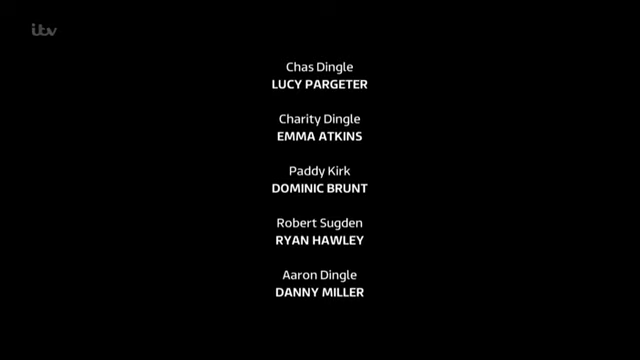 itv
Chas Dingle
LUCY PARGETER
Charity Dingle
EMMA ATKINS
Paddy Kirk
DOMINIC BRUNT
Robert Sugden
RYAN HAWLEY
Aaron Dingle
DANNY MILLER